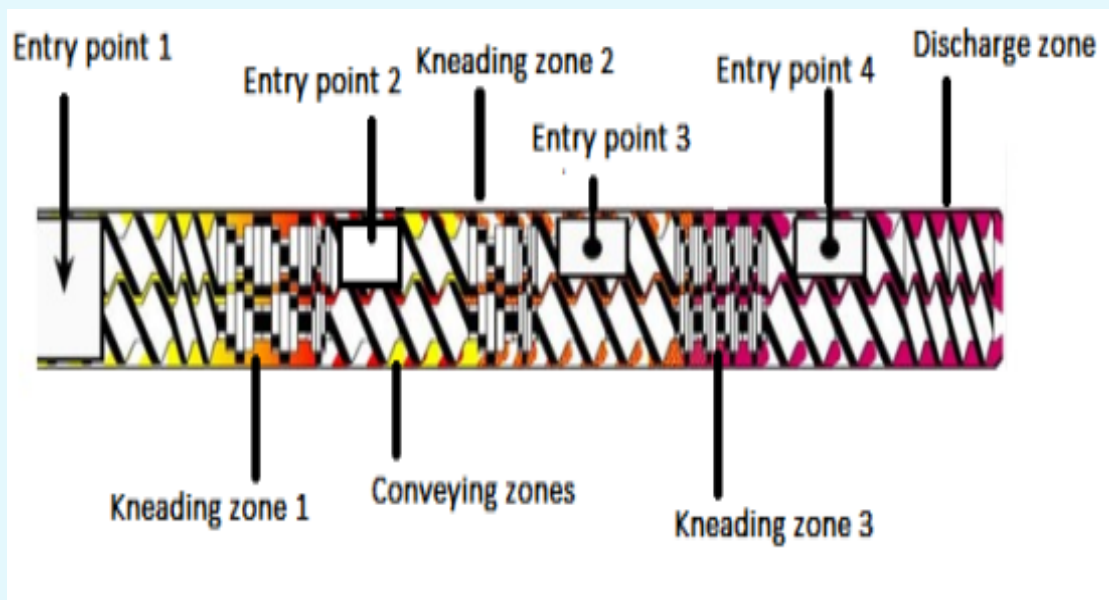 Entry point 1
Entry point 2
Kneading zone 2
Entry point 3
Entry point 4
Discharge zone
Kneading zone 1
Conveying zones
Kneading zone 3